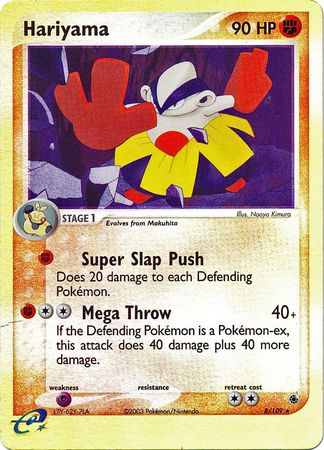 Hariyama 90 HP
Illus. Naoyo Kimura
STAGE 1
Evolves from Makuhita
Super Slap Push
Does 20 damage to each Defending
Pokémon.
Mega Throw 40+
If the Defending Pokémon is a Pokémon-ex,
this attack does 40 damage plus 40 more
damage.
weakness resistance retreat cost
©2003 Pokémon/Nintendo
8/109 ★
e